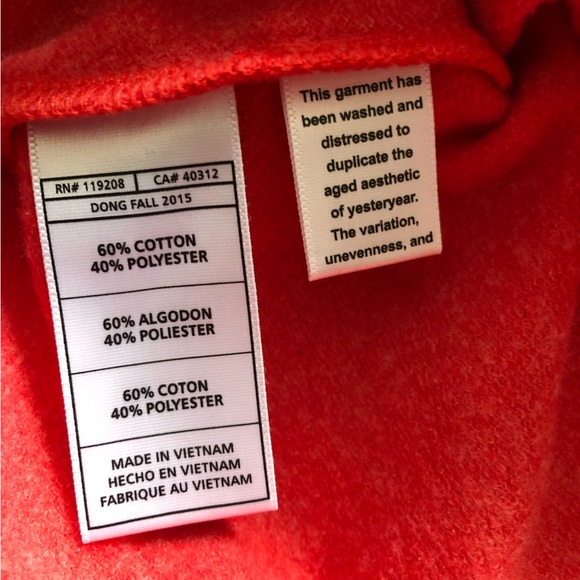 RN# 119208 CA# 40312
DONG FALL 2015
60% COTTON
40% POLYESTER
60% ALGODON
40% POLIESTER
60% COTON
40% POLYESTER
MADE IN VIETNAM
HECHO EN VIETNAM
FABRIQUE AU VIETNAM
This garment has
been washed and
distressed to
duplicate the
aged aesthetic
of yesteryear.
The variation,
unevenness, and